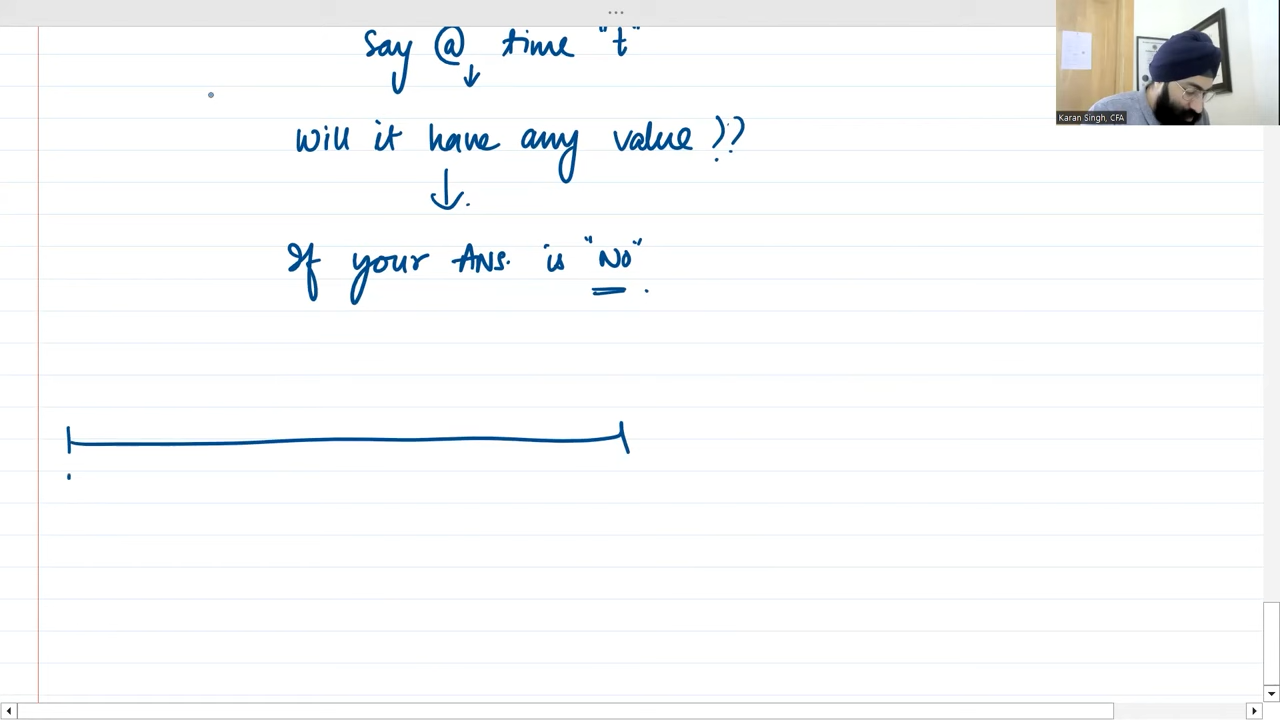 Say @ time "t"
Karan Singh, CFA
Will it have any value ??
If your Ans. is "No".